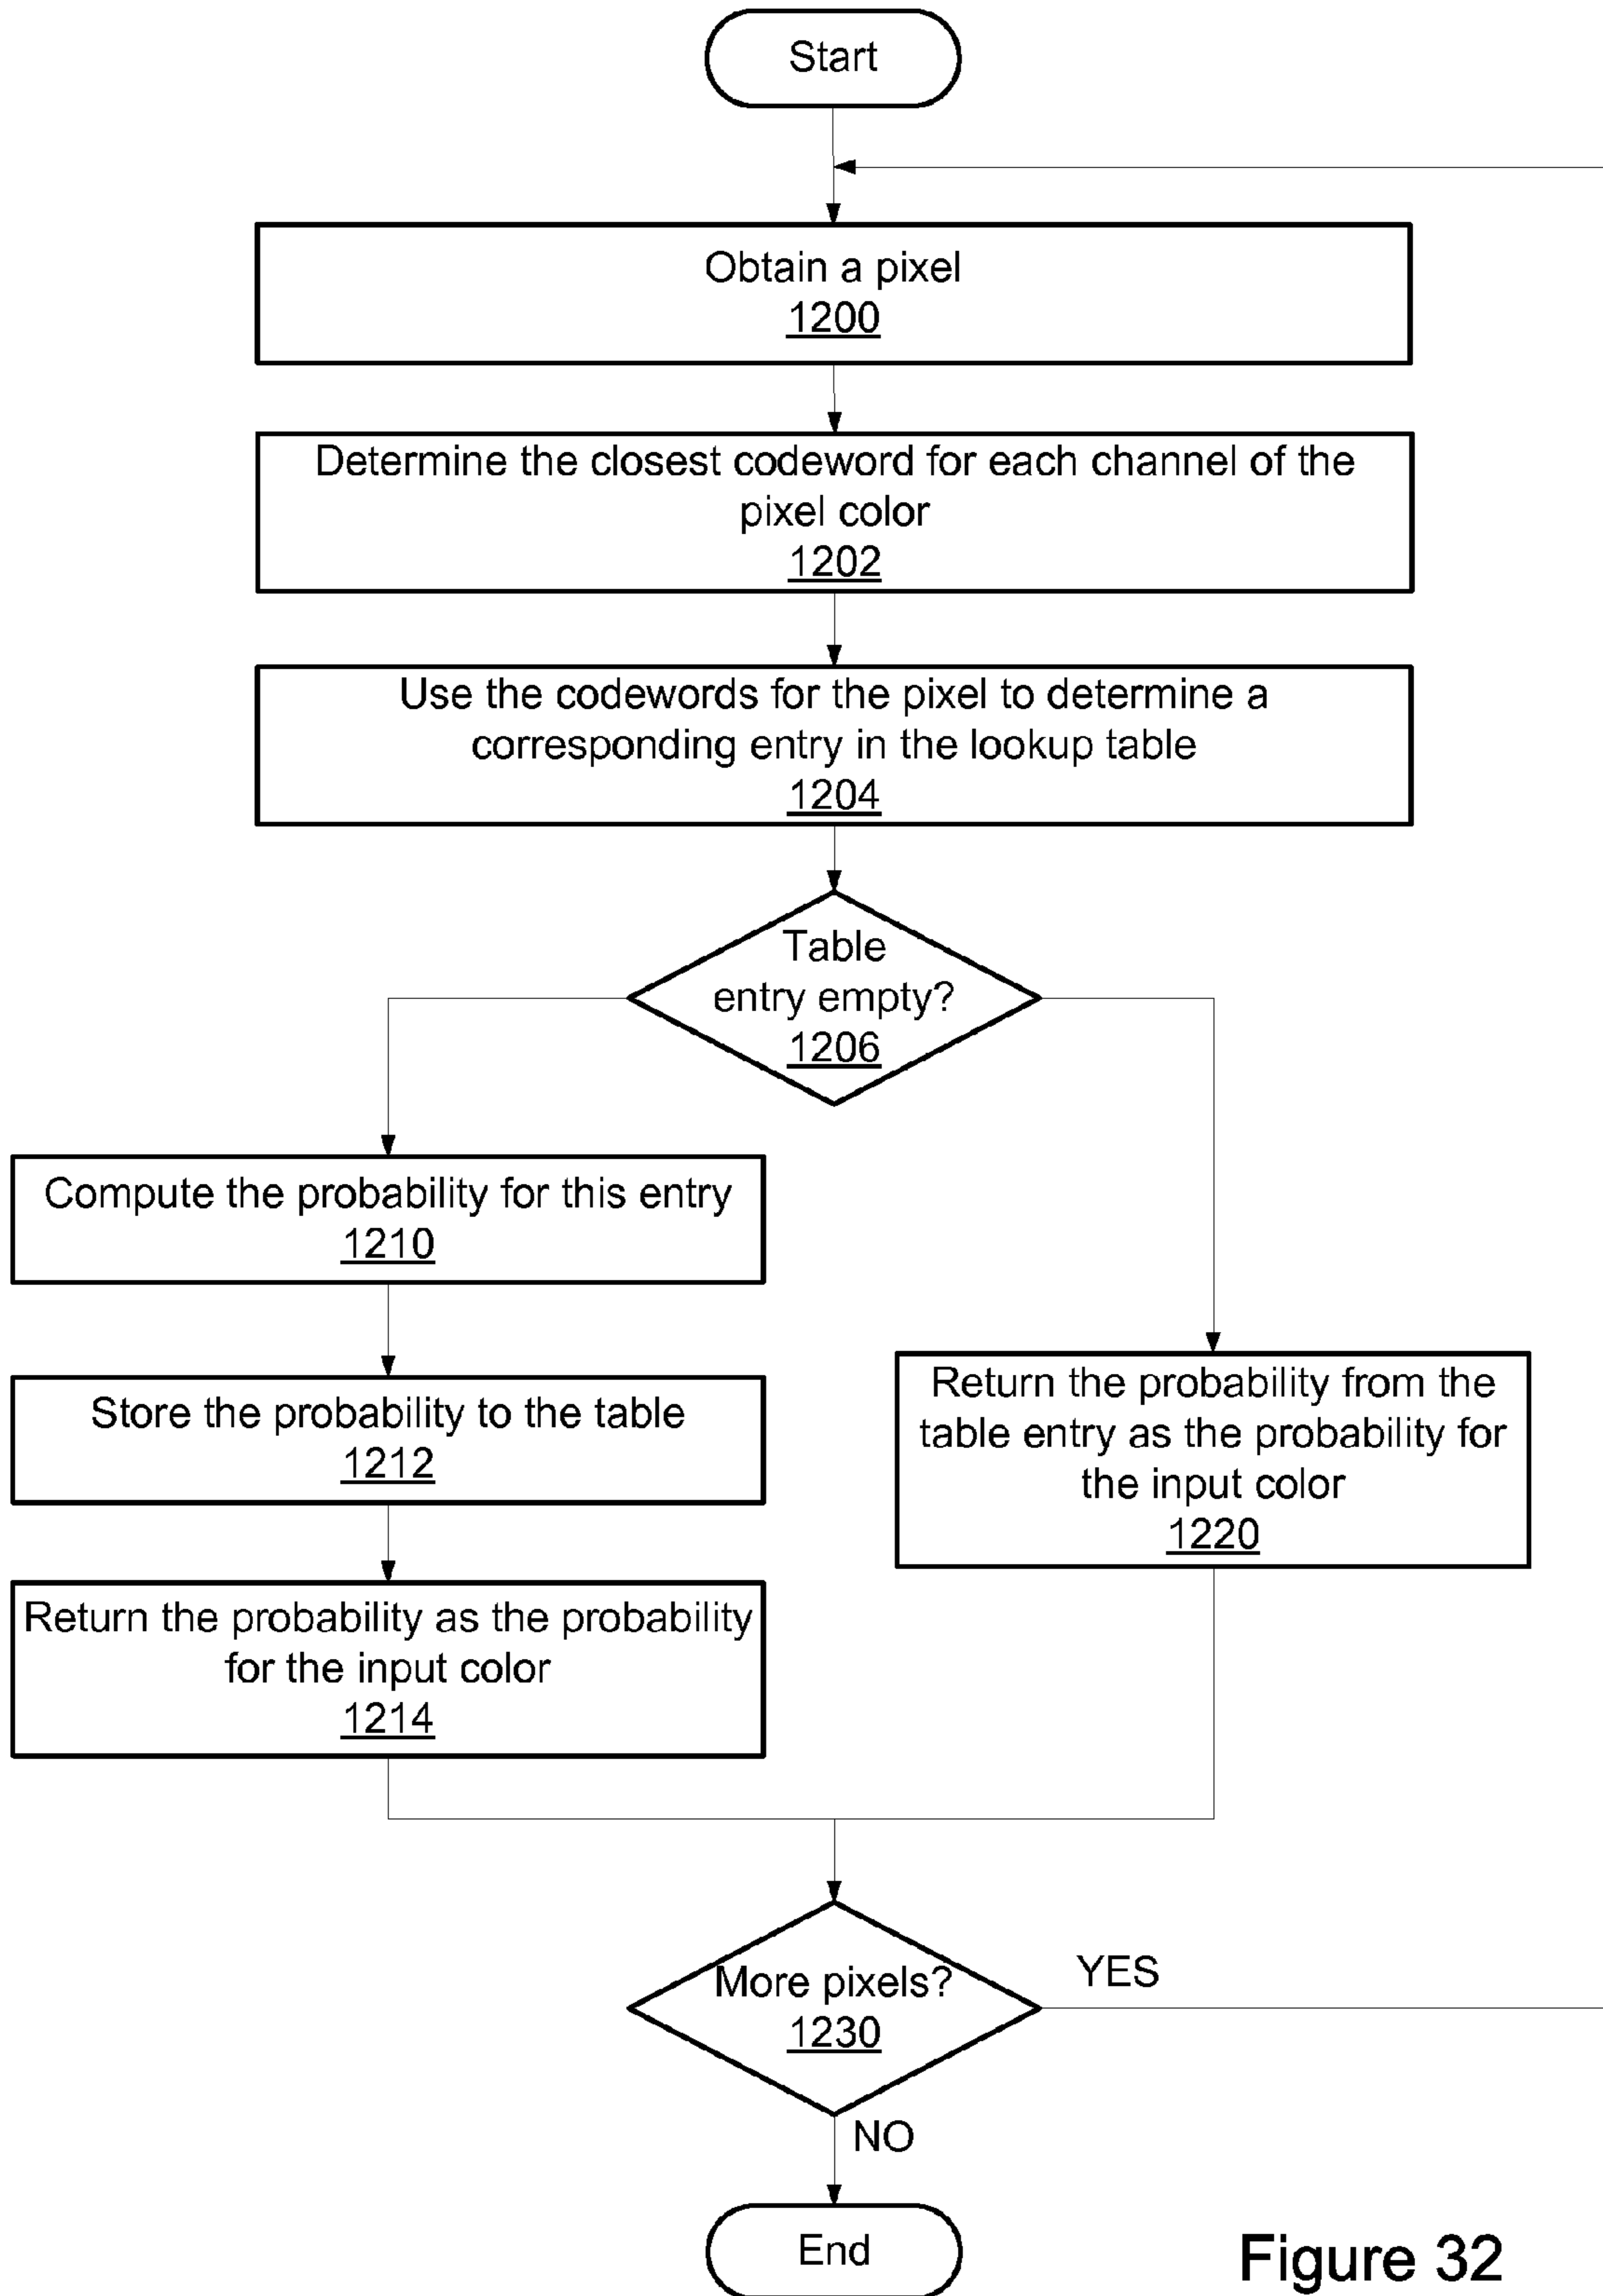 Start
Obtain a pixel
1200
Determine the closest codeword for each channel of the
pixel color
1202
Use the codewords for the pixel to determine a
corresponding entry in the lookup table
1204
Table
entry empty?
1206
Compute the probability for this entry
1210
Store the probability to the table
1212
Return the probability as the probability
for the input color
1214
Return the probability from the
table entry as the probability for
the input color
1220
More pixels?
1230
YES
NO
End
Figure 32